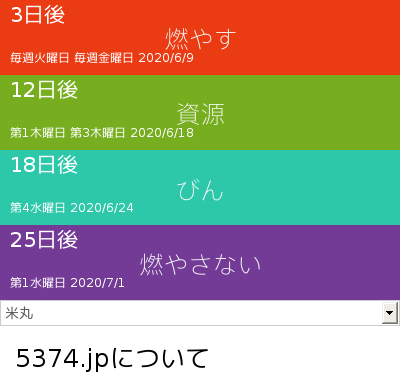 3日後
燃やす
毎週火曜日 毎週金曜日 2020/6/9
12日後
資源
第1木曜日 第3木曜日 2020/6/18
18日後
びん
第4水曜日 2020/6/24
25日後
燃やさない
第1水曜日 2020/7/1
米丸
5374.jpについて